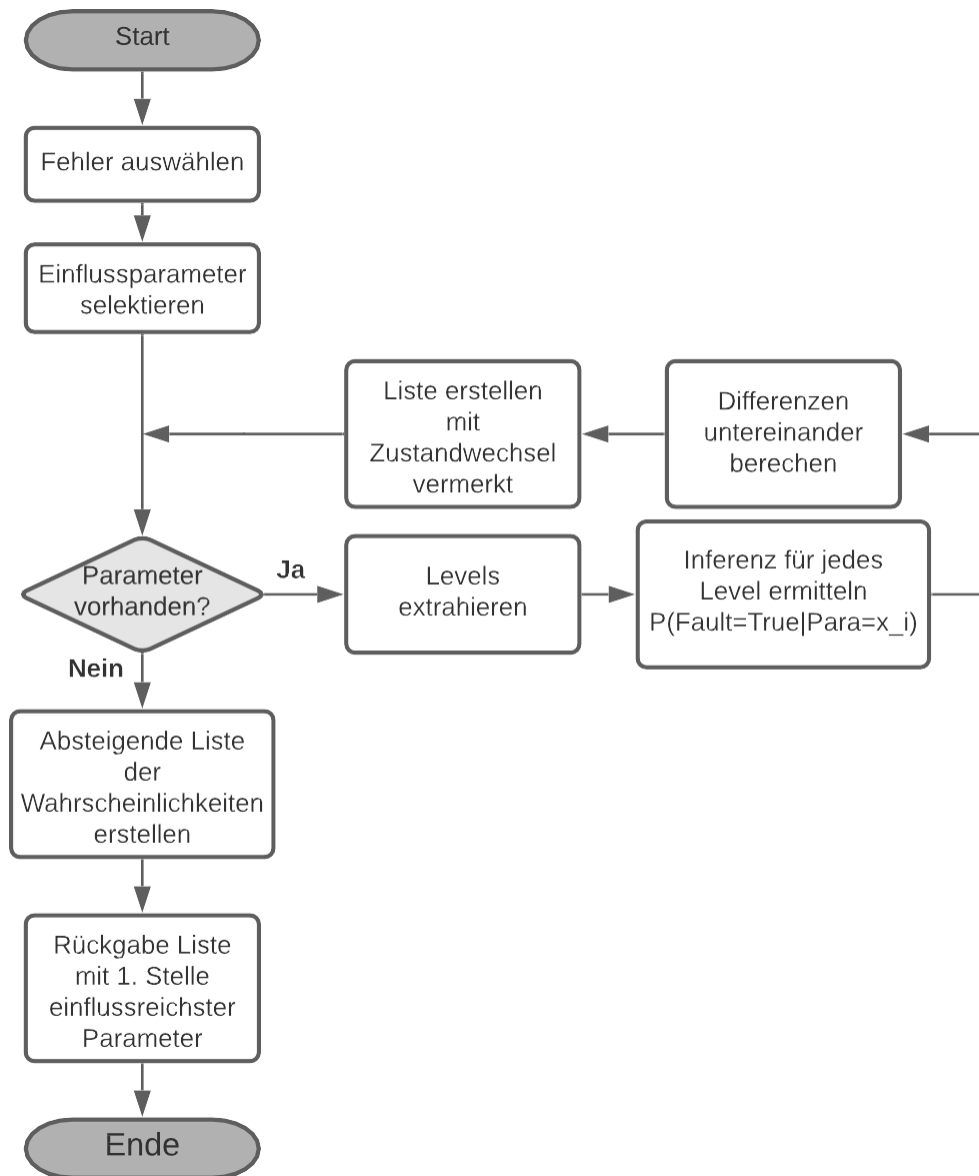 Start
Fehler auswählen
Einflussparameter
selektieren
Liste erstellen
mit
Zustandwechsel
vermerkt
Differenzen
untereinander
berechen
Parameter
vorhanden?
Ja
Levels
extrahieren
Inferenz für jedes
Level ermitteln
P(Fault=True|Para=x_i)
Nein
Absteigende Liste
der
Wahrscheinlichkeiten
erstellen
Rückgabe Liste
mit 1. Stelle
einflussreichster
Parameter
Ende